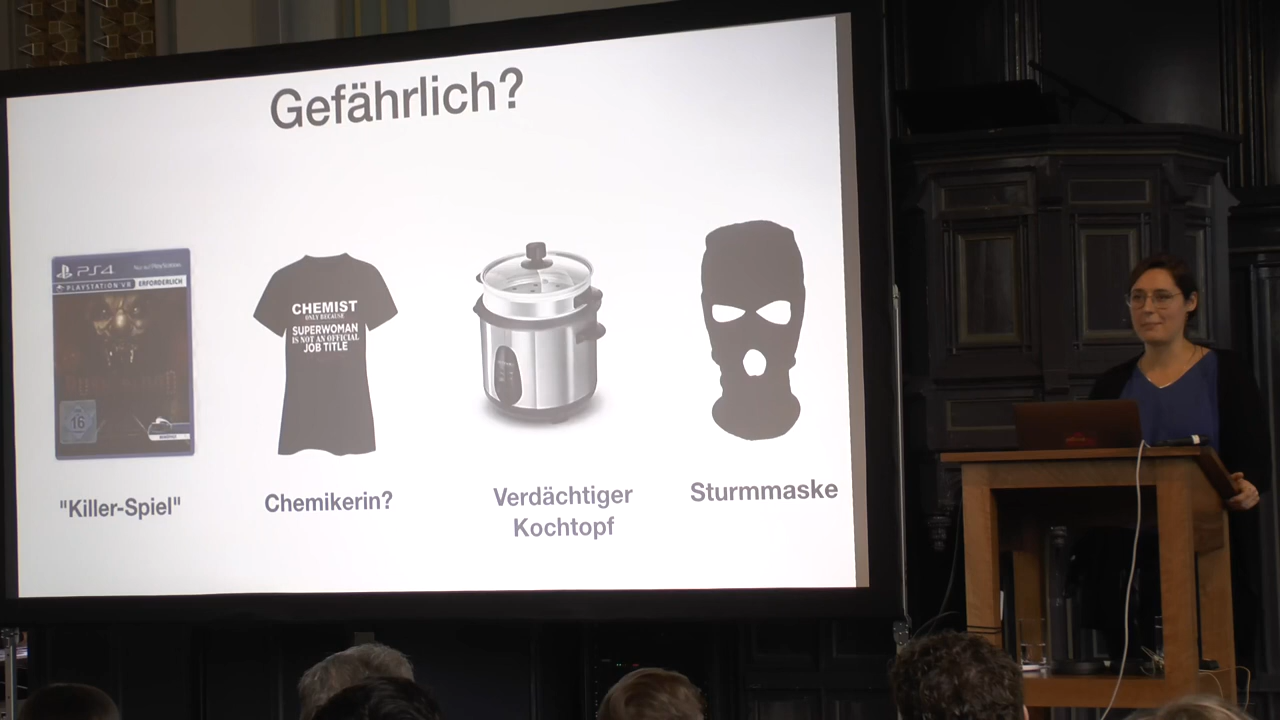 Gefährlich?
PS4
PLAYSTATION VR
ERFORDERLICH
16
CHEMIST
ONLY BECAUSE
SUPERWOMAN
IS NOT AN OFFICIAL
JOB TITLE
"Killer-Spiel"
Chemikerin?
Verdächtiger
Kochtopf
Sturmmaske